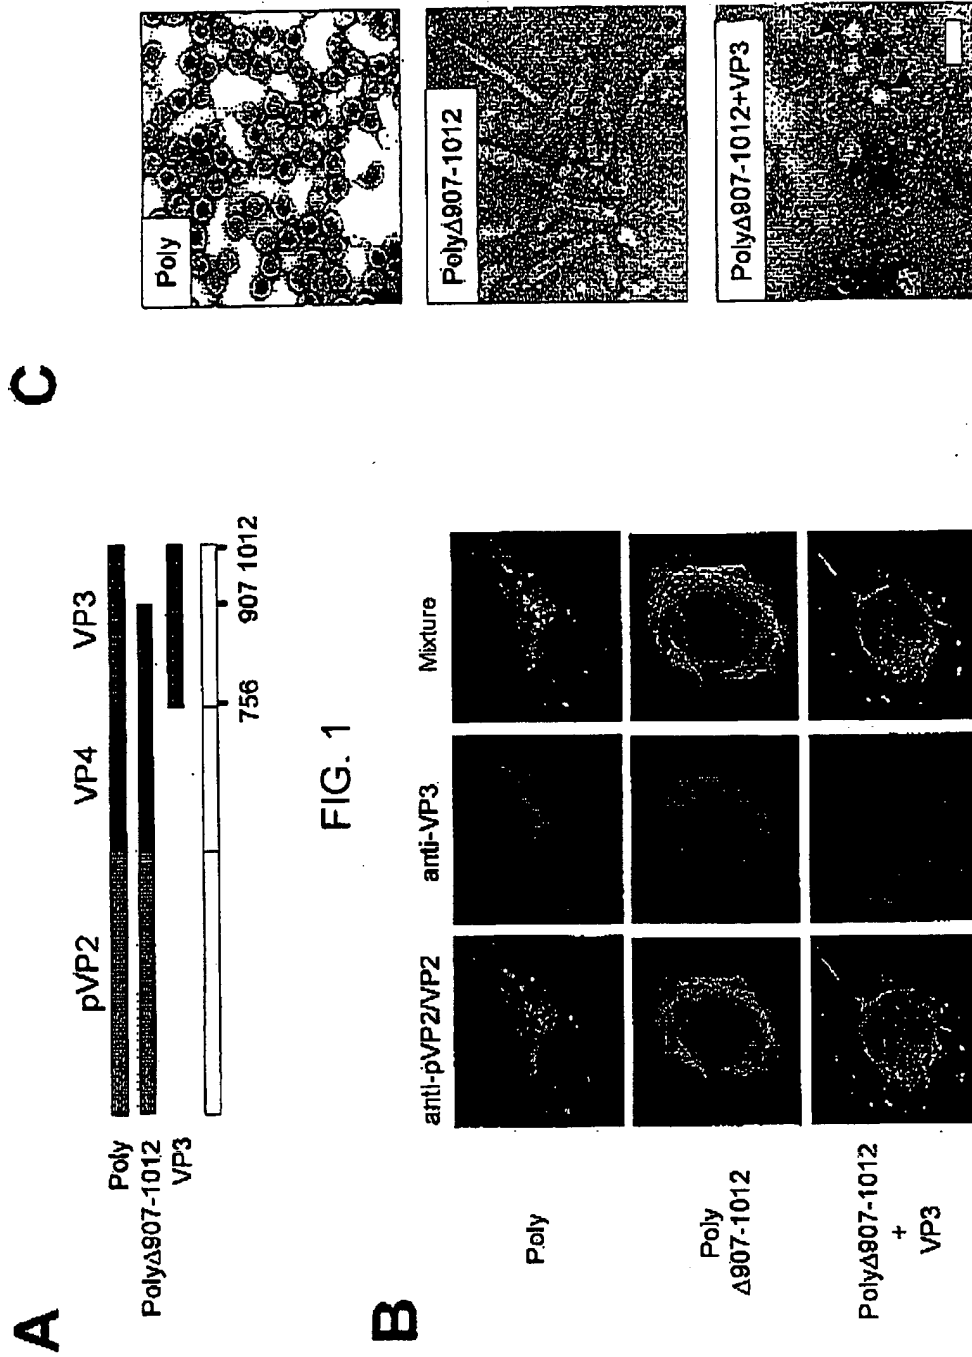 A
pVP2 VP4 VP3
Poly
PolyΔ907-1012
VP3
756 907 1012
FIG. 1
B
anti-pVP2/VP2 anti-VP3 Mixture
Poly
Poly
Δ907-1012
PolyΔ907-1012
+
VP3
C
Poly
PolyΔ907-1012
PolyΔ907-1012+VP3